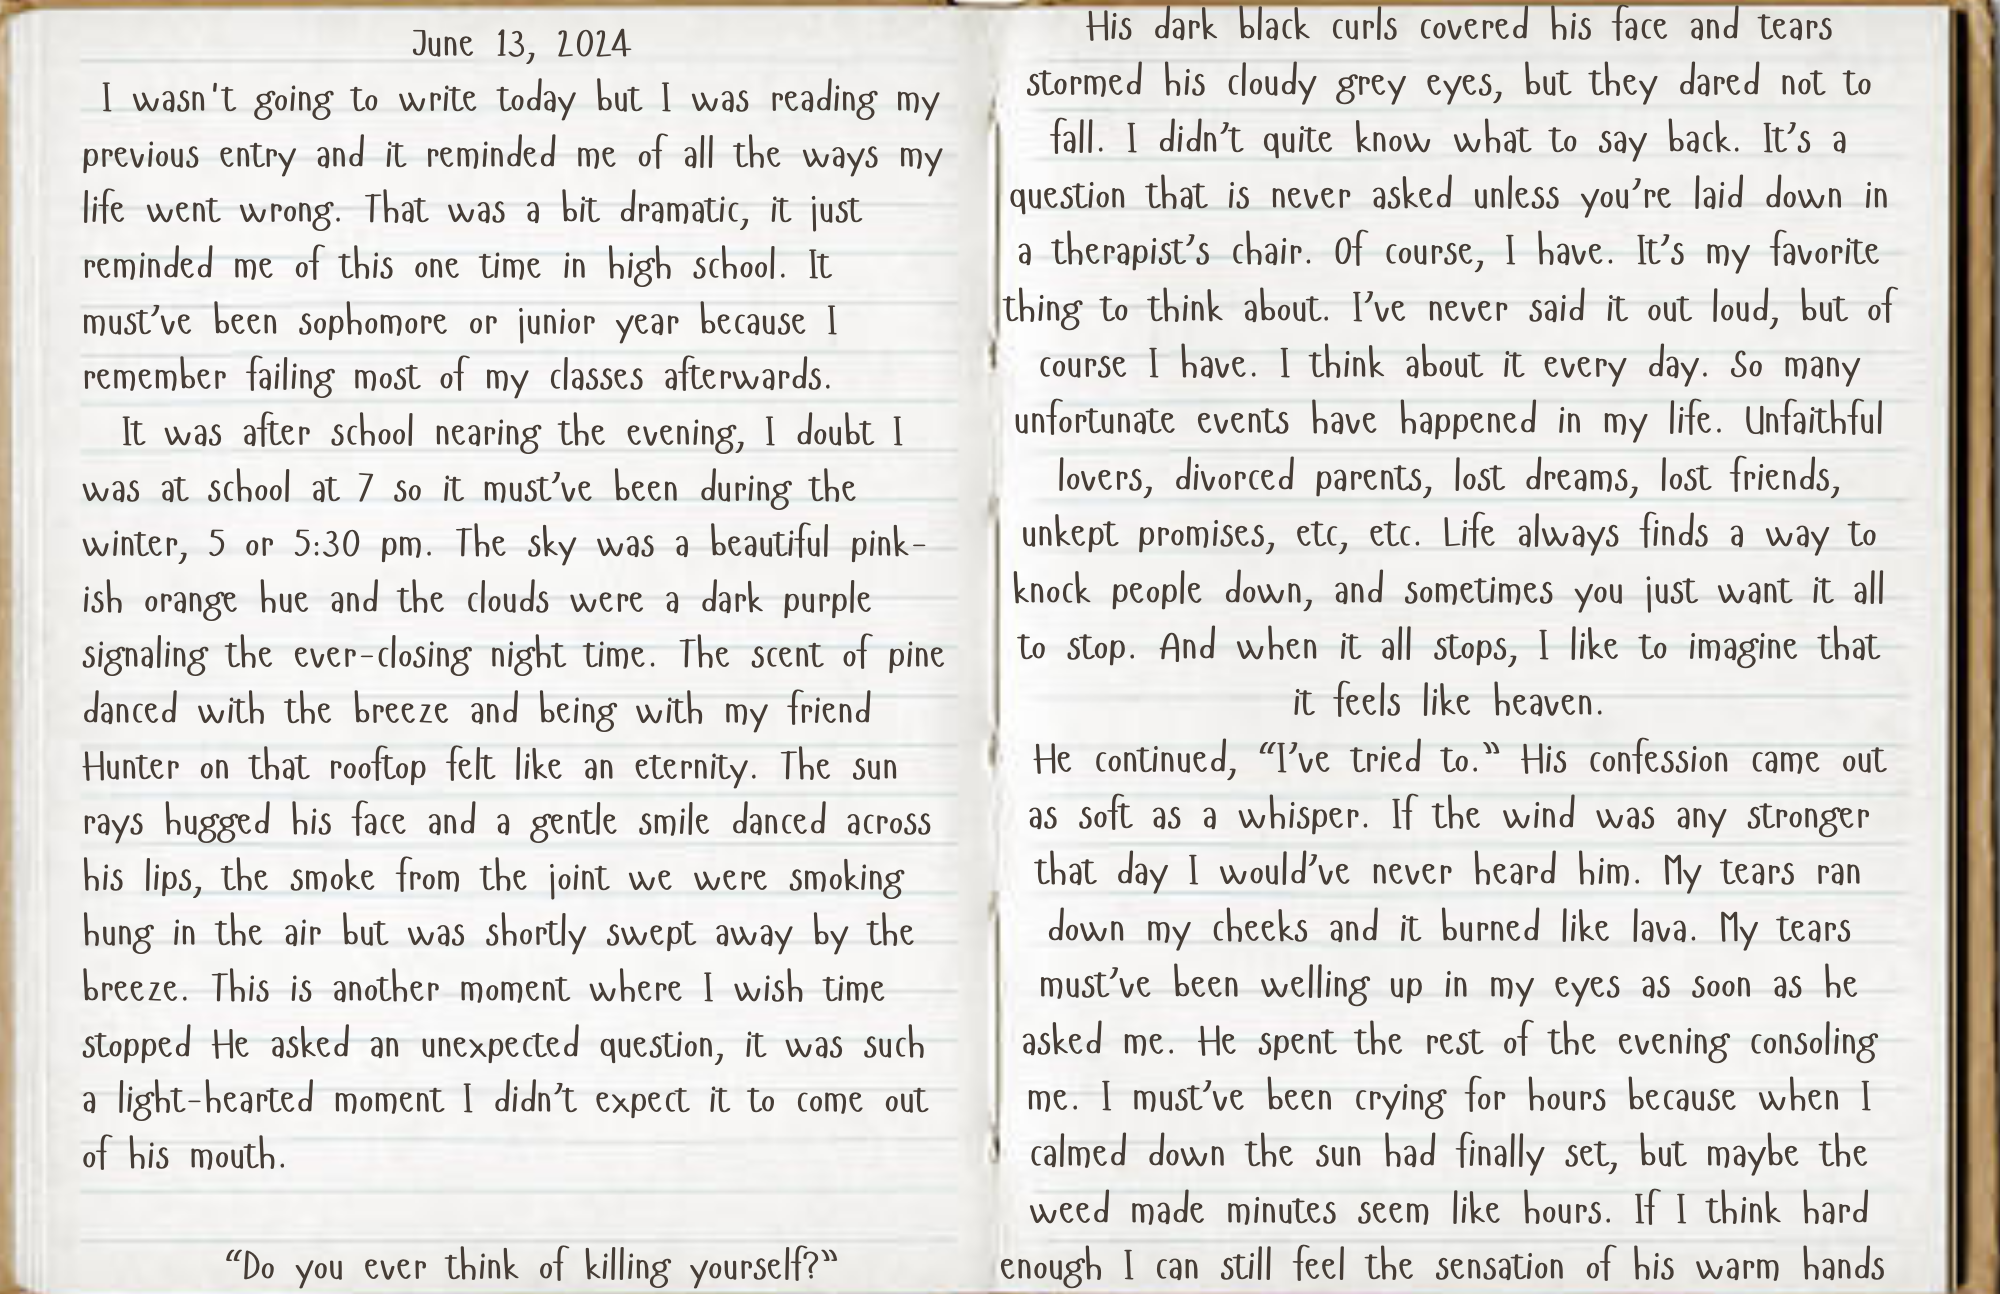 June 13, 2024
I wasn't going to write today but I was reading my
previous entry and it reminded me of all the ways my
life went wrong. That was a bit dramatic, it just
reminded me of this one time in high school. It
must've been sophomore or junior year because I
remember failing most of my classes afterwards.
It was after school nearing the evening, I doubt I
was at school at 7 so it must've been during the
winter, 5 or 5:30 pm. The sky was a beautiful pink-
ish orange hue and the clouds were a dark purple
signaling the ever-closing night time. The scent of pine
danced with the breeze and being with my friend
Hunter on that rooftop felt like an eternity. The sun
rays hugged his face and a gentle smile danced across
his lips, the smoke from the joint we were smoking
hung in the air but was shortly swept away by the
breeze. This is another moment where I wish time
stopped He asked an unexpected question, it was such
a light-hearted moment I didn't expect it to come out
of his mouth.
“Do you ever think of killing yourself?”
His dark black curls covered his face and tears
stormed his cloudy grey eyes, but they dared not to
fall. I didn't quite know what to say back. It's a
question that is never asked unless you're laid down in
a therapist's chair. Of course, I have. It's my favorite
thing to think about. I've never said it out loud, but of
course I have. I think about it every day. So many
unfortunate events have happened in my life. Unfaithful
lovers, divorced parents, lost dreams, lost friends,
unkept promises, etc, etc. Life always finds a way to
knock people down, and sometimes you just want it all
to stop. And when it all stops, I like to imagine that
it feels like heaven.
He continued, “I've tried to.” His confession came out
as soft as a whisper. If the wind was any stronger
that day I would've never heard him. My tears ran
down my cheeks and it burned like lava. My tears
must've been welling up in my eyes as soon as he
asked me. He spent the rest of the evening consoling
me. I must've been crying for hours because when I
calmed down the sun had finally set, but maybe the
weed made minutes seem like hours. If I think hard
enough I can still feel the sensation of his warm hands